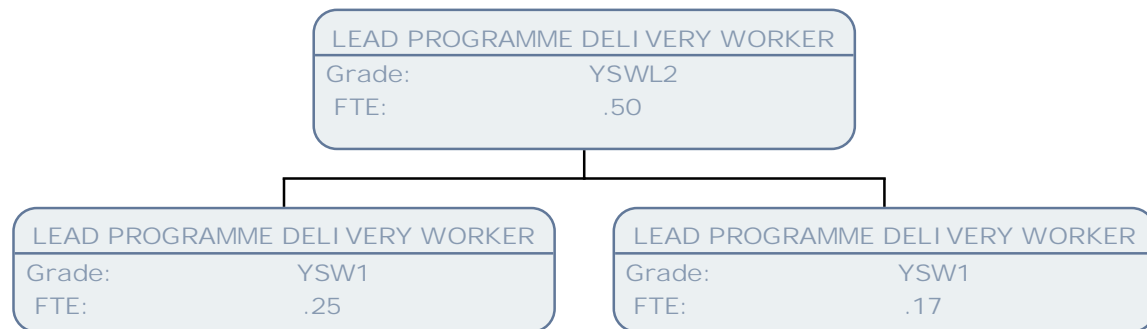 LEAD PROGRAMME DELIVERY WORKER
Grade: YSWL2
FTE: .50
LEAD PROGRAMME DELIVERY WORKER
Grade: YSW1
FTE: .25
LEAD PROGRAMME DELIVERY WORKER
Grade: YSW1
FTE: .17